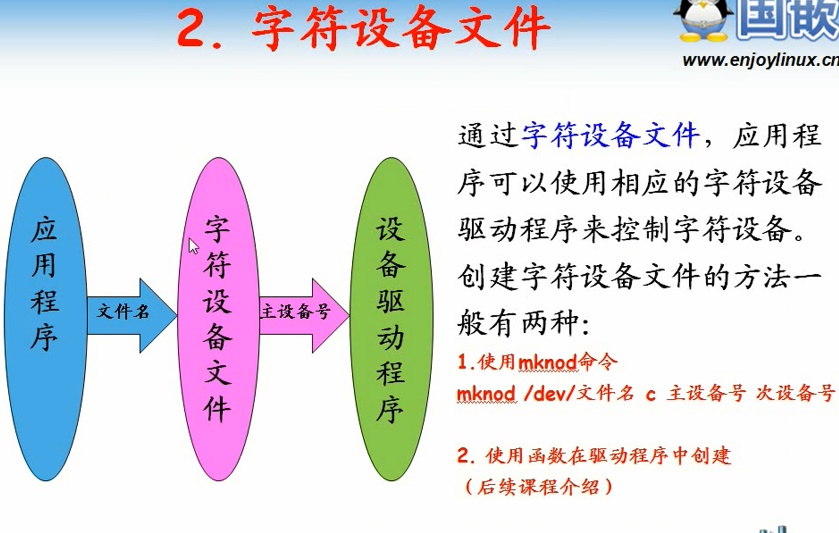 2. 字符设备文件
国嵌
www.enjoylinux.cn
应用程序
文件名
字符设备文件
主设备号
设备驱动程序
通过字符设备文件，应用程
序可以使用相应的字符设备
驱动程序来控制字符设备。
创建字符设备文件的方法一
般有两种：
1.使用mknod命令
mknod /dev/文件名 c 主设备号 次设备号
2. 使用函数在驱动程序中创建
（后续课程介绍）